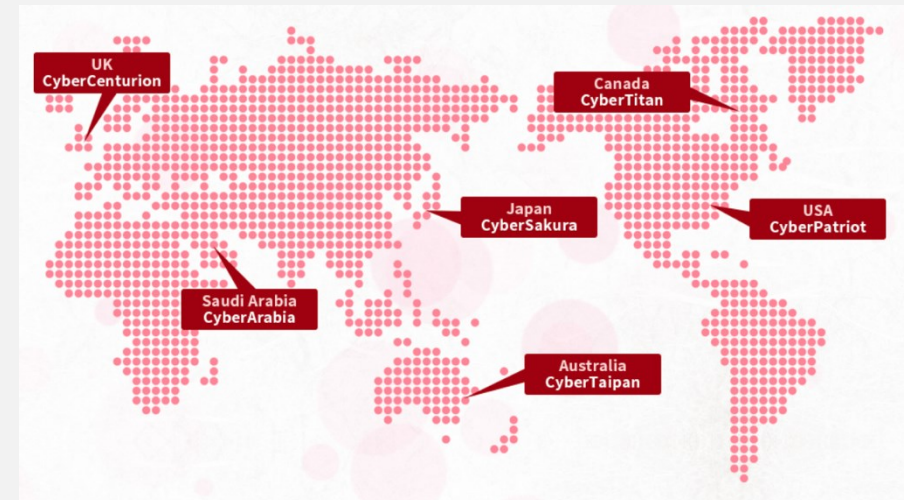 UK
CyberCenturion
Canada
CyberTitan
Japan
CyberSakura
USA
CyberPatriot
Saudi Arabia
CyberArabia
Australia
CyberTaipan